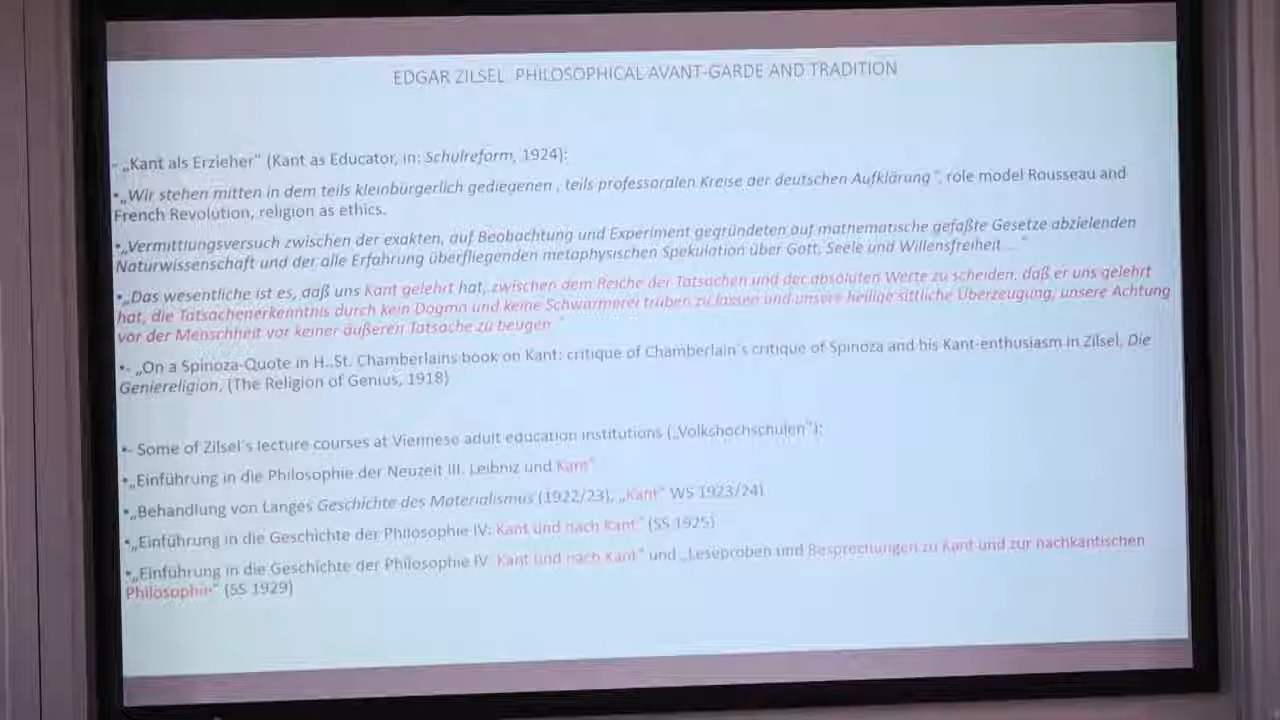 EDGAR ZILSEL PHILOSOPHICAL AVANT-GARDE AND TRADITION
- „Kant als Erzieher“ (Kant as Educator, in: Schulreform, 1924):
•„Wir stehen mitten in dem teils kleinbürgerlich gediegenen , teils professoralen Kreise der deutschen Aufklärung“, role model Rousseau and
French Revolution, religion as ethics.
•„Vermittlungsversuch zwischen der exakten, auf Beobachtung und Experiment gegründeten auf mathematische gefaßte Gesetze abzielenden
Naturwissenschaft und der alle Erfahrung überfliegenden metaphysischen Spekulation über Gott, Seele und Willensfreiheit ...“
•„Das wesentliche ist es, daß uns Kant gelehrt hat, zwischen dem Reiche der Tatsachen und der absoluten Werte zu scheiden, daß er uns gelehrt
hat, die Tatsachenerkenntnis durch kein Dogma und keine Schwärmerei trüben zu lassen und unsere heilige sittliche Überzeugung, unsere Achtung
vor der Menschheit vor keiner äußeren Tatsache zu beugen “
•- „On a Spinoza-Quote in H..St. Chamberlains book on Kant: critique of Chamberlain´s critique of Spinoza and his Kant-enthusiasm in Zilsel, Die
Geniereligion, (The Religion of Genius, 1918)
•- Some of Zilsel´s lecture courses at Viennese adult education institutions („Volkshochschulen“):
•„Einführung in die Philosophie der Neuzeit III. Leibniz und Kant“
•„Behandlung von Langes Geschichte des Materialismus (1922/23), „Kant“ WS 1923/24)
•„Einführung in die Geschichte der Philosophie IV: Kant und nach Kant“ (SS 1925)
•„Einführung in die Geschichte der Philosophie IV Kant und nach Kant“ und „Leseproben und Besprechungen zu Kant und zur nachkantischen
Philosophie“ (SS 1929)